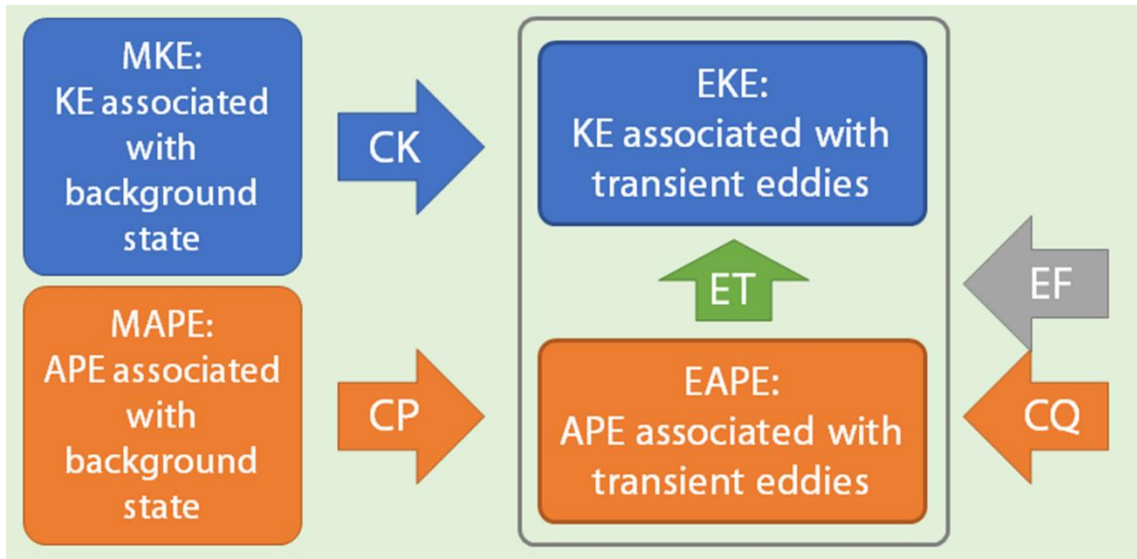 MKE:
KE associated
with
background
state
CK
EKE:
KE associated with
transient eddies
ET
EF
MAPE:
APE associated
with
background
state
CP
EAPE:
APE associated with
transient eddies
CQ